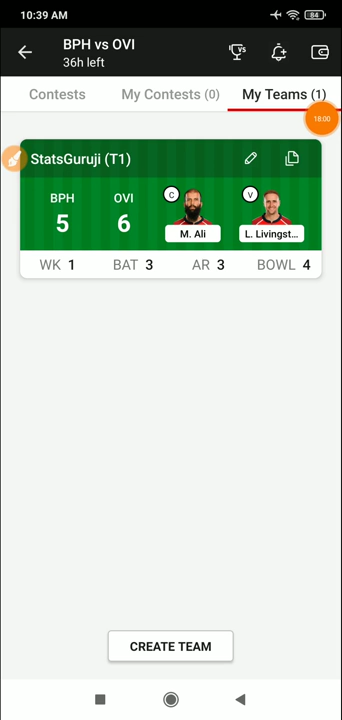 10:39 AM
84
BPH vs OVI
36h left
VS
Contests
My Contests (0)
My Teams (1)
18:00
StatsGuruji (T1)
BPH
OVI
C
V
5
6
M. Ali
L. Livingst...
WK 1
BAT 3
AR 3
BOWL 4
CREATE TEAM